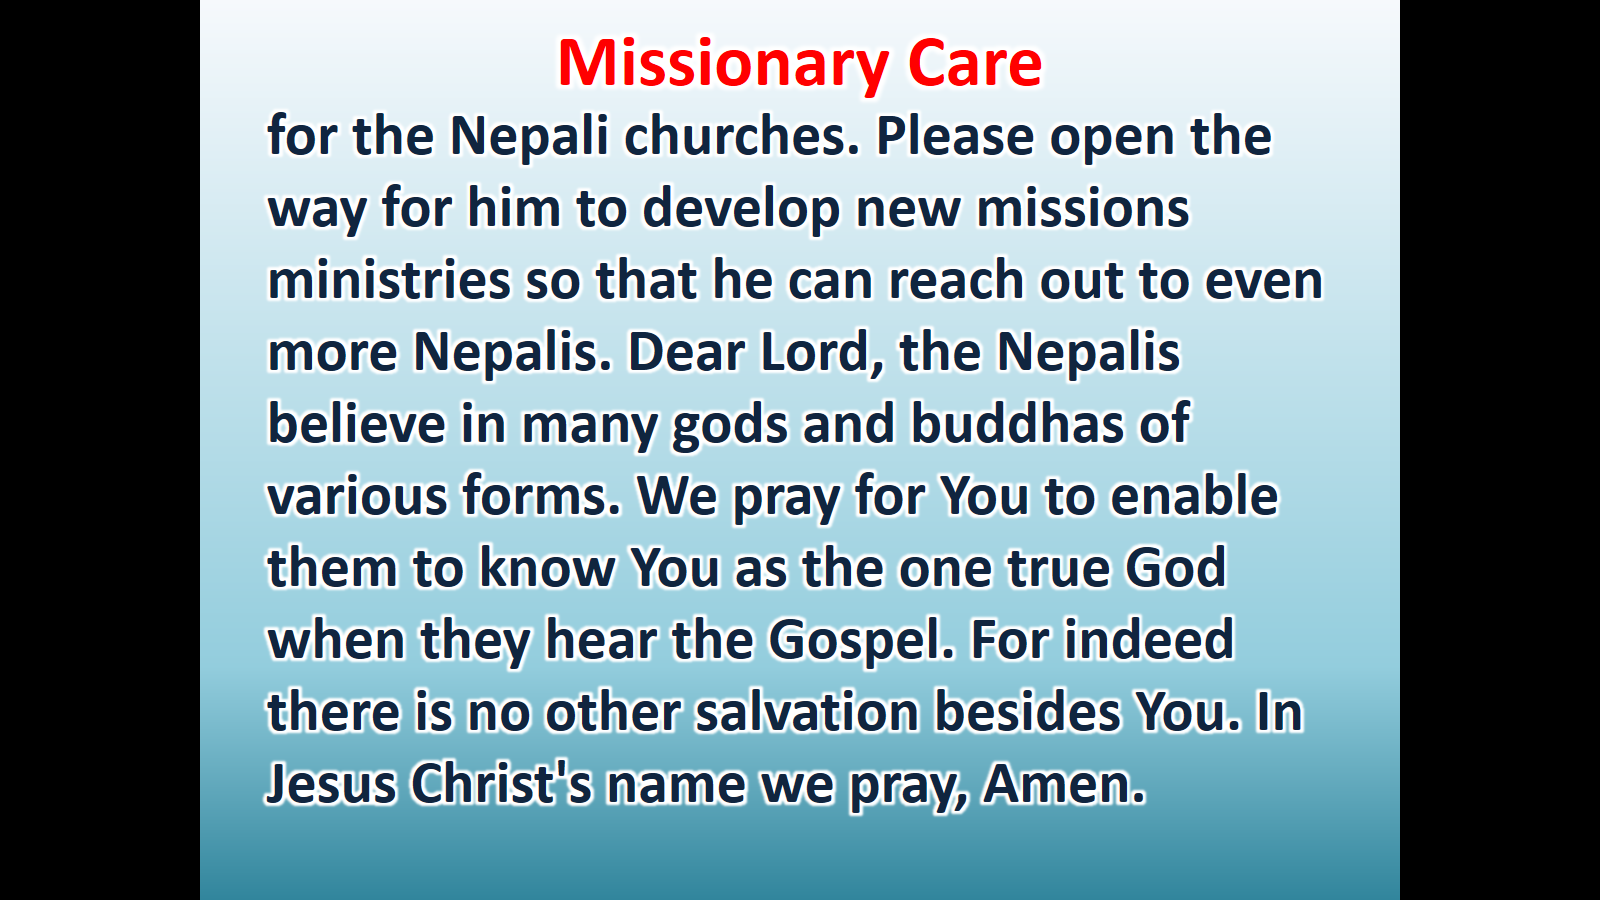 Missionary Care
for the Nepali churches. Please open the
way for him to develop new missions
ministries so that he can reach out to even
more Nepalis. Dear Lord, the Nepalis
believe in many gods and buddhas of
various forms. We pray for You to enable
them to know You as the one true God
when they hear the Gospel. For indeed
there is no other salvation besides You. In
Jesus Christ's name we pray, Amen.